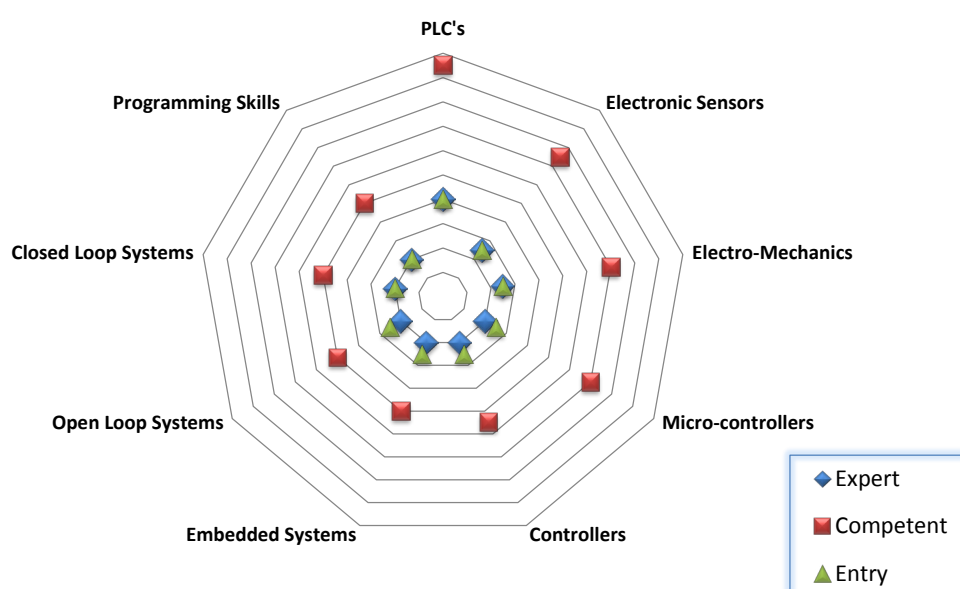 PLC's
Programming Skills
Electronic Sensors
Closed Loop Systems
Electro-Mechanics
Open Loop Systems
Micro-controllers
Embedded Systems
Controllers
Expert
Competent
Entry